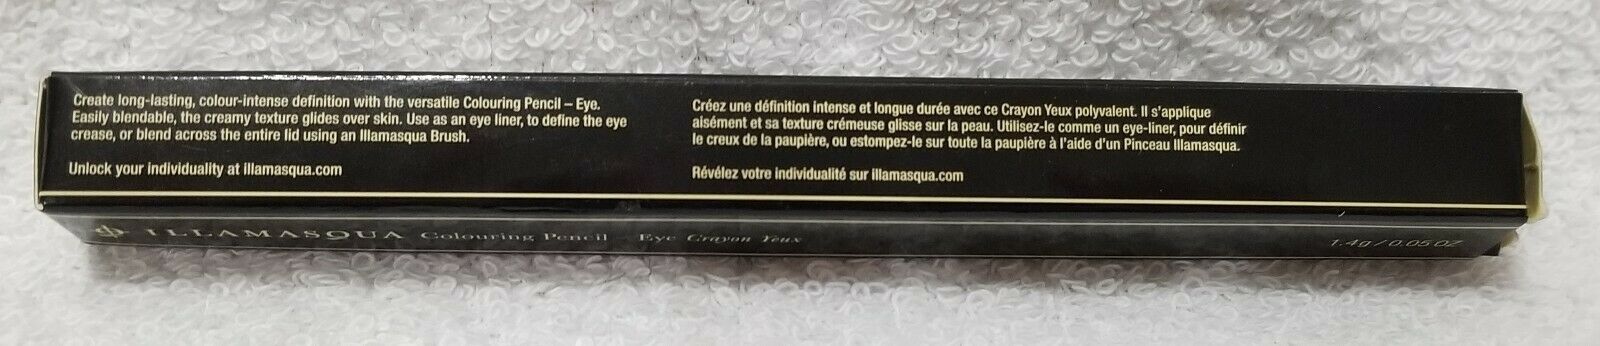 Create long-lasting, colour-intense definition with the versatile Colouring Pencil – Eye.
Easily blendable, the creamy texture glides over skin. Use as an eye liner, to define the eye
crease, or blend across the entire lid using an Illamasqua Brush.
Unlock your individuality at illamasqua.com
Créez une définition intense et longue durée avec ce Crayon Yeux polyvalent. Il s'applique
aisément et sa texture crémeuse glisse sur la peau. Utilisez-le comme un eye-liner, pour définir
le creux de la paupière, ou estompez-le sur toute la paupière à l'aide d'un Pinceau Illamasqua.
Révélez votre individualité sur illamasqua.com
ILLAMASQUA Colouring Pencil Eye Crayon Yeux 1.4g / 0.05 OZ